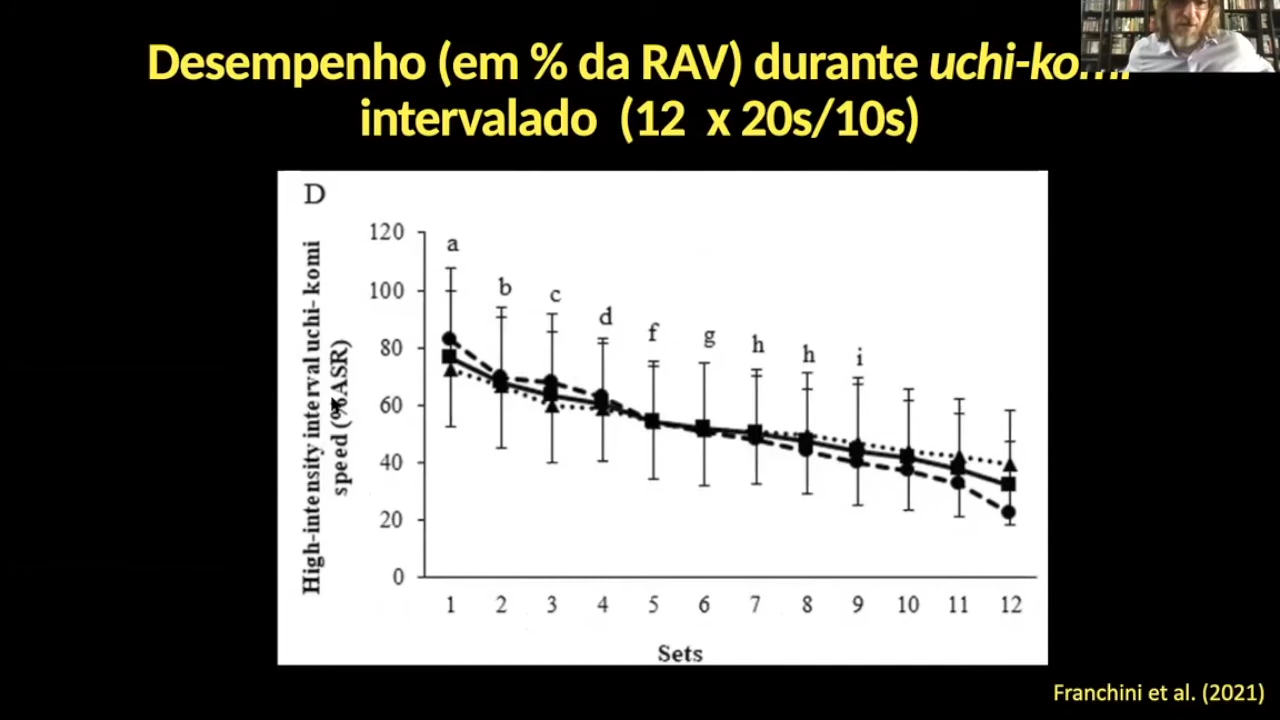 Desempenho (em % da RAV) durante uchi-komi
intervalado (12 x 20s/10s)
D
High-intensity interval uchi- komi
speed (%ASR)
120
100
80
60
40
20
0
a
b
c
d
f
g
h
h
i
1 2 3 4 5 6 7 8 9 10 11 12
Sets
Franchini et al. (2021)